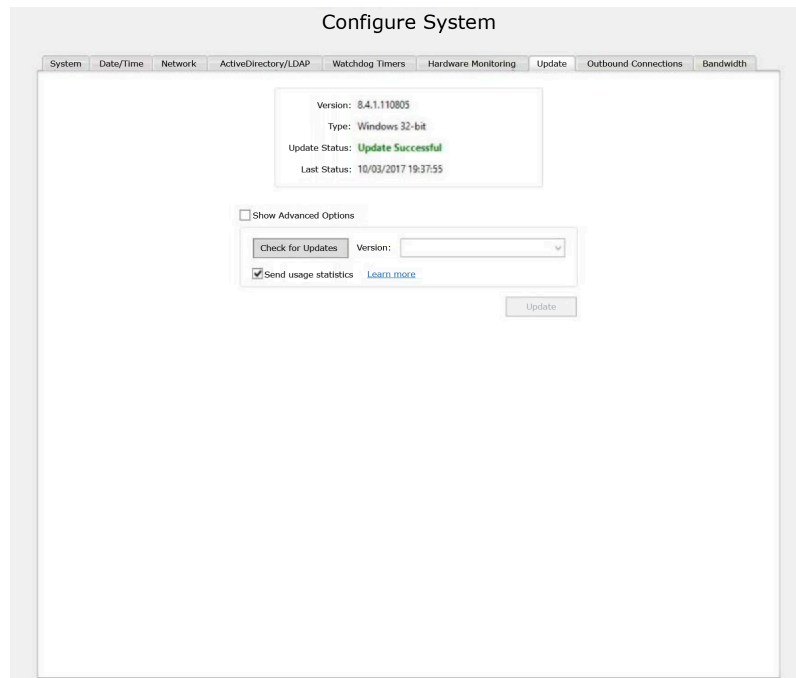 Configure System
System Date/Time Network ActiveDirectory/LDAP Watchdog Timers Hardware Monitoring Update Outbound Connections Bandwidth
Version: 8.4.1.110805
Type: Windows 32-bit
Update Status: Update Successful
Last Status: 10/03/2017 19:37:55
Show Advanced Options
Check for Updates Version:
Send usage statistics Learn more
Update